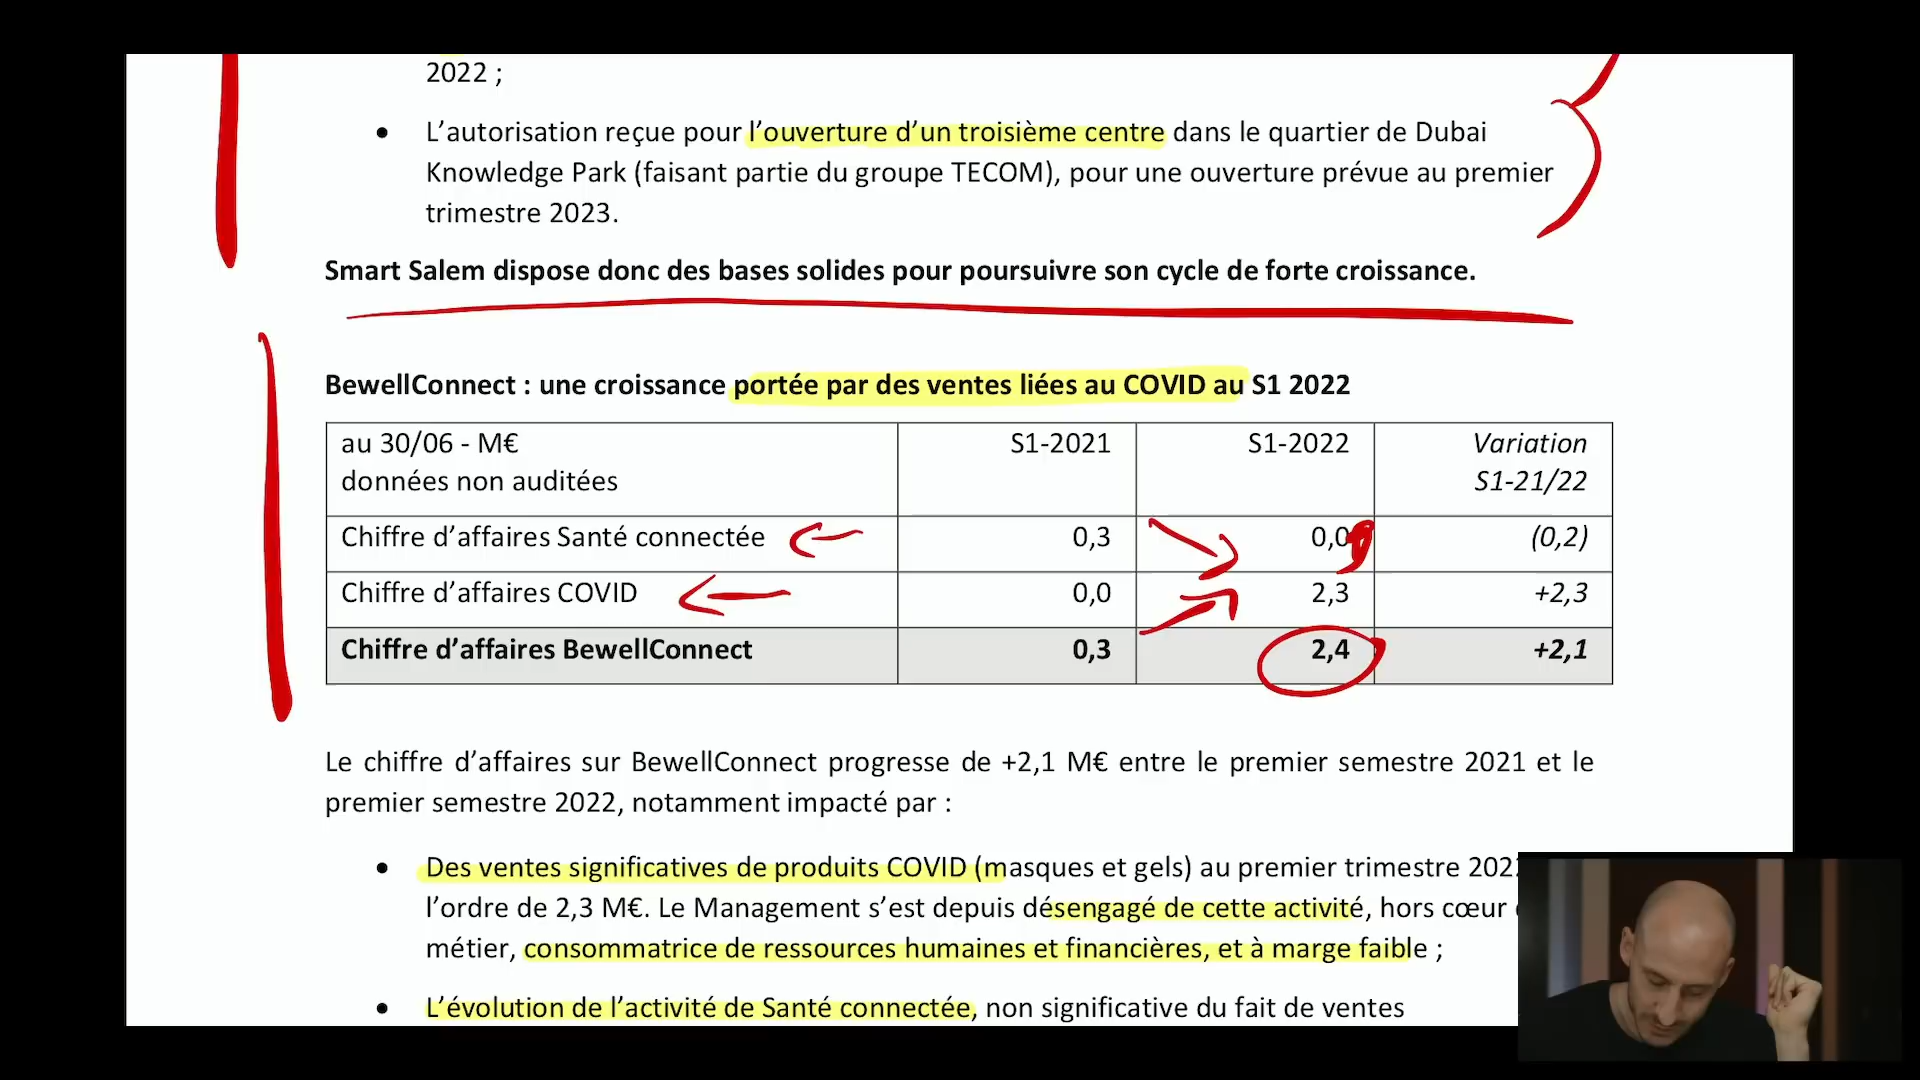 2022 ;
• L’autorisation reçue pour l’ouverture d’un troisième centre dans le quartier de Dubai
Knowledge Park (faisant partie du groupe TECOM), pour une ouverture prévue au premier
trimestre 2023.
Smart Salem dispose donc des bases solides pour poursuivre son cycle de forte croissance.
BewellConnect : une croissance portée par des ventes liées au COVID au S1 2022
au 30/06 - M€ S1-2021 S1-2022 Variation
données non auditées S1-21/22
Chiffre d’affaires Santé connectée 0,3 0,0 (0,2)
Chiffre d’affaires COVID 0,0 2,3 +2,3
Chiffre d’affaires BewellConnect 0,3 2,4 +2,1
Le chiffre d’affaires sur BewellConnect progresse de +2,1 M€ entre le premier semestre 2021 et le
premier semestre 2022, notamment impacté par :
• Des ventes significatives de produits COVID (masques et gels) au premier trimestre
l’ordre de 2,3 M€. Le Management s’est depuis désengagé de cette activité, hors cœur
métier, consommatrice de ressources humaines et financières, et à marge faible ;
• L’évolution de l’activité de Santé connectée, non significative du fait de ventes